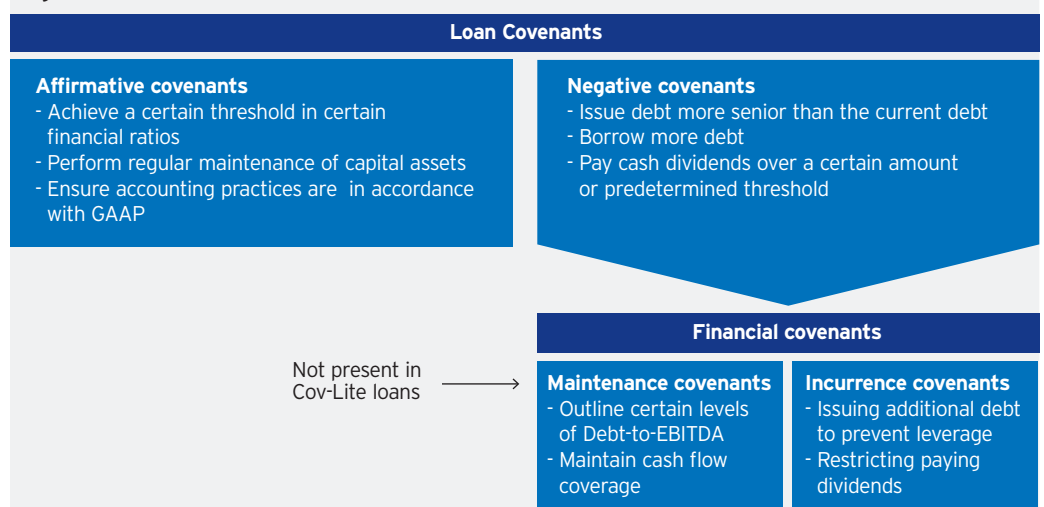 Loan Covenants
Affirmative covenants
- Achieve a certain threshold in certain
financial ratios
- Perform regular maintenance of capital assets
- Ensure accounting practices are in accordance
with GAAP
Negative covenants
- Issue debt more senior than the current debt
- Borrow more debt
- Pay cash dividends over a certain amount
or predetermined threshold
Financial covenants
Not present in
Cov-Lite loans
Maintenance covenants
- Outline certain levels
of Debt-to-EBITDA
- Maintain cash flow
coverage
Incurrence covenants
- Issuing additional debt
to prevent leverage
- Restricting paying
dividends